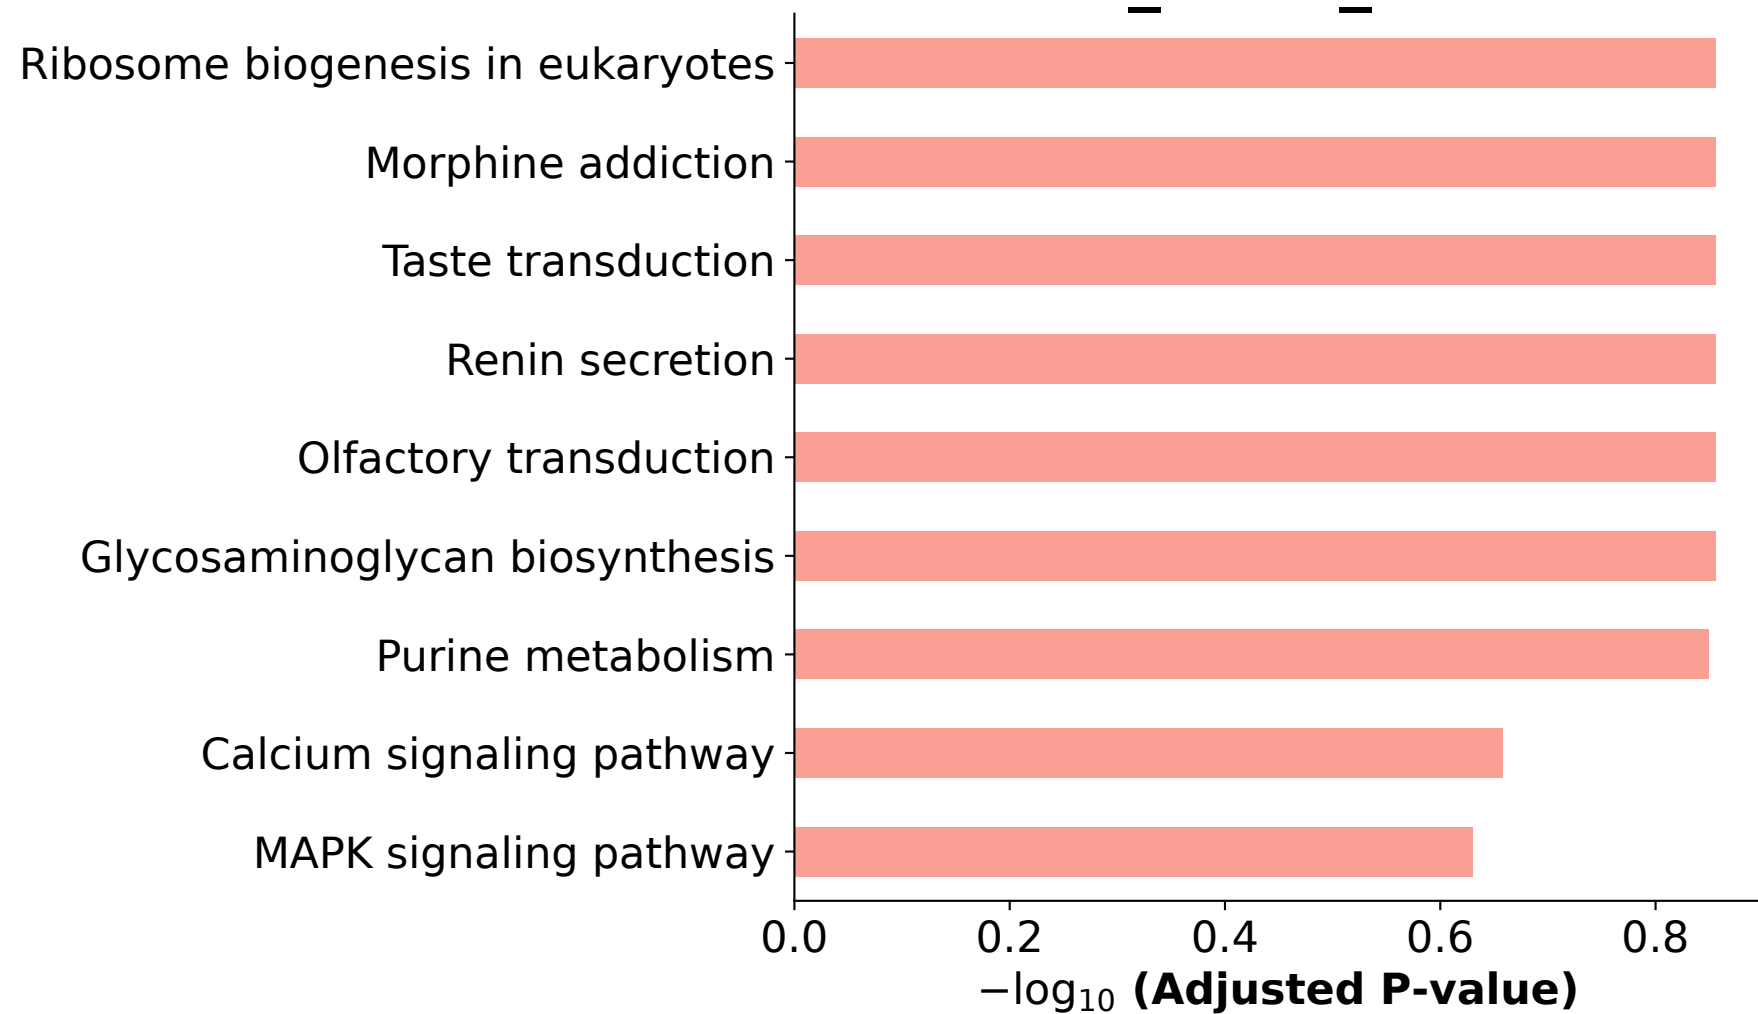 Ribosome biogenesis in eukaryotes
Morphine addiction
Taste transduction
Renin secretion
Olfactory transduction
Glycosaminoglycan biosynthesis
Purine metabolism
Calcium signaling pathway
MAPK signaling pathway
0.0 0.2 0.4 0.6 0.8
−log₁₀ (Adjusted P-value)